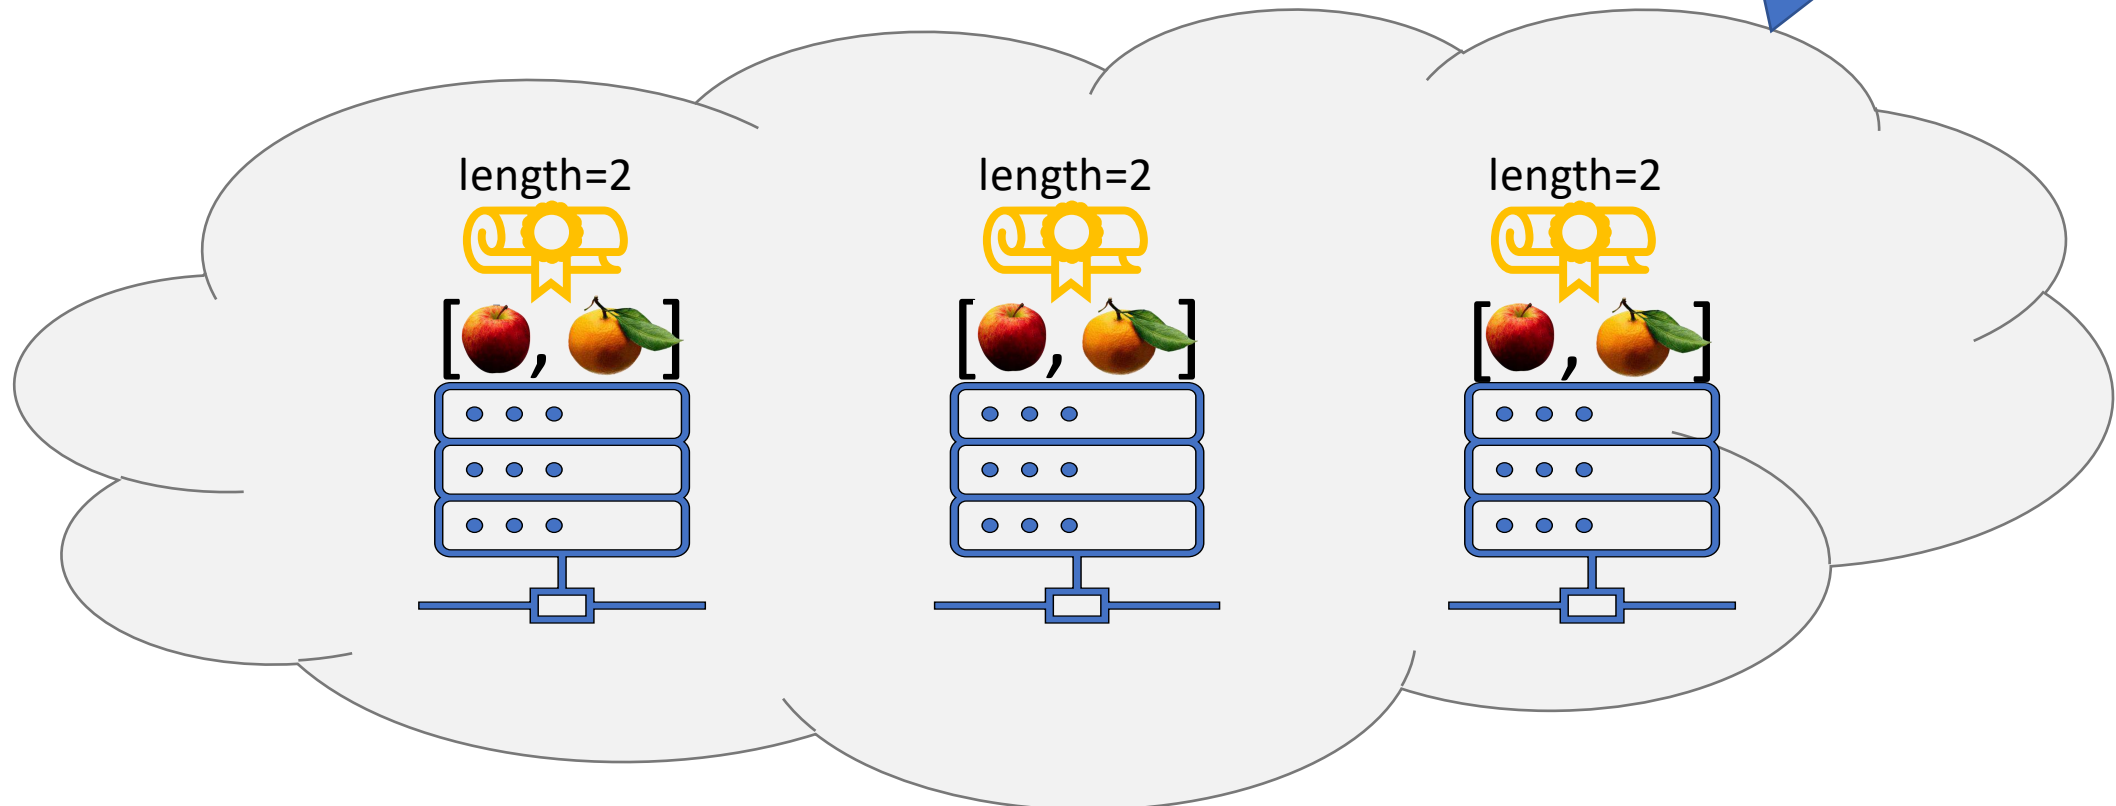 length=2
length=2
length=2
[ , ]
[ , ]
[ , ]